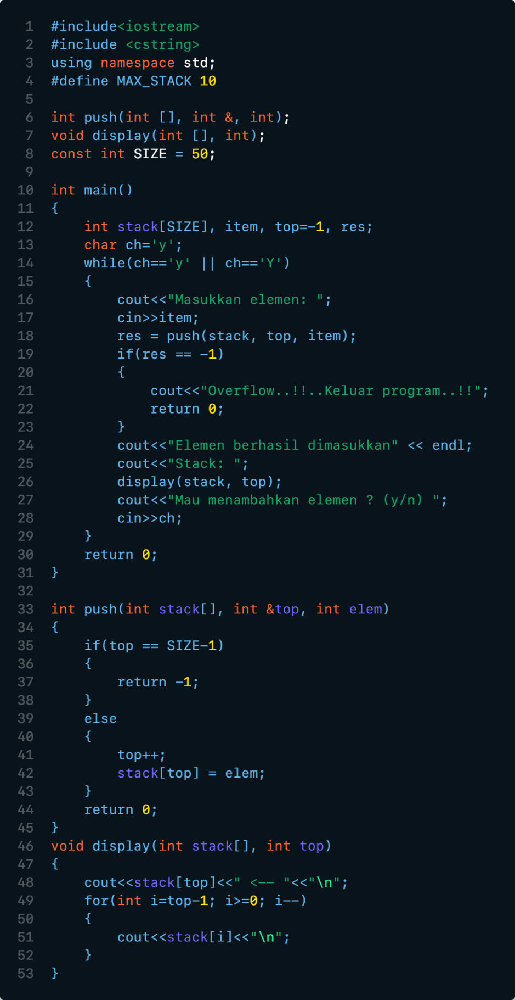 1 #include<iostream>
2 #include <cstring>
3 using namespace std;
4 #define MAX_STACK 10
5
6 int push(int [], int &, int);
7 void display(int [], int);
8 const int SIZE = 50;
9
10 int main()
11 {
12     int stack[SIZE], item, top=-1, res;
13     char ch='y';
14     while(ch=='y' || ch=='Y')
15     {
16         cout<<"Masukkan elemen: ";
17         cin>>item;
18         res = push(stack, top, item);
19         if(res == -1)
20         {
21             cout<<"Overflow..!!..Keluar program..!!";
22             return 0;
23         }
24         cout<<"Elemen berhasil dimasukkan" << endl;
25         cout<<"Stack: ";
26         display(stack, top);
27         cout<<"Mau menambahkan elemen ? (y/n) ";
28         cin>>ch;
29     }
30     return 0;
31 }
32
33 int push(int stack[], int &top, int elem)
34 {
35     if(top == SIZE-1)
36     {
37         return -1;
38     }
39     else
40     {
41         top++;
42         stack[top] = elem;
43     }
44     return 0;
45 }
46 void display(int stack[], int top)
47 {
48     cout<<stack[top]<<" <-- "<<"\n";
49     for(int i=top-1; i>=0; i--)
50     {
51         cout<<stack[i]<<"\n";
52     }
53 }